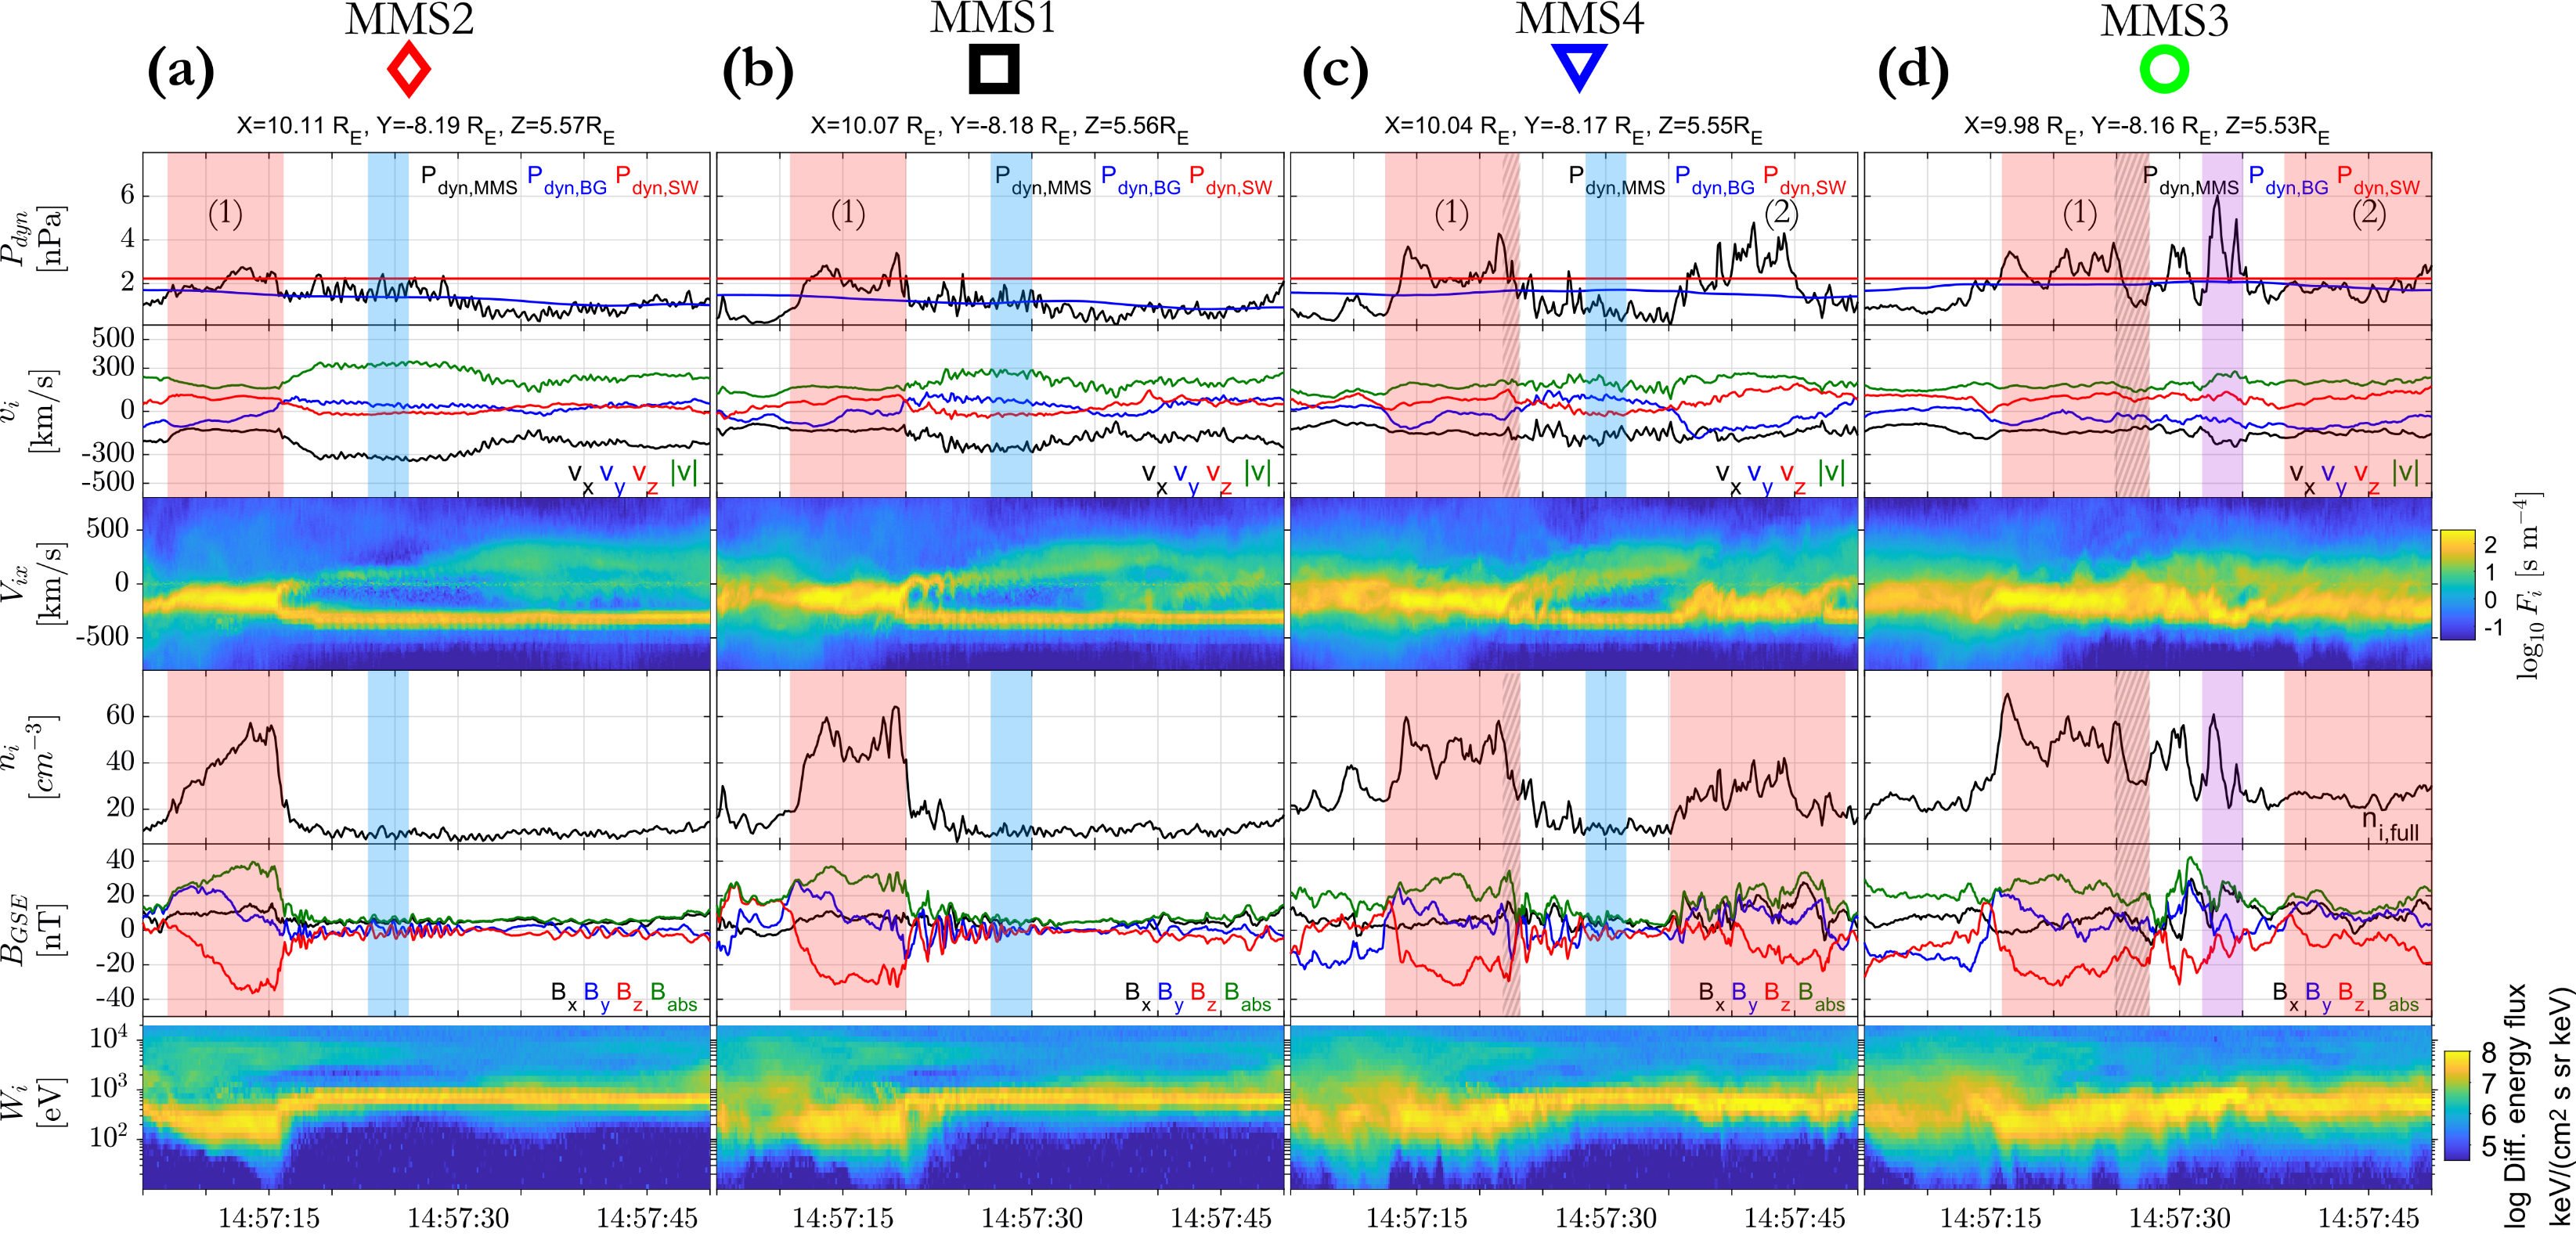 MMS2 MMS1 MMS4 MMS3
(a) (b) (c) (d)
X=10.11 R_E, Y=-8.19 R_E, Z=5.57R_E
X=10.07 R_E, Y=-8.18 R_E, Z=5.56R_E
X=10.04 R_E, Y=-8.17 R_E, Z=5.55R_E
X=9.98 R_E, Y=-8.16 R_E, Z=5.53R_E
P_dyn [nPa]
6
4
2
P_dyn,MMS P_dyn,BG P_dyn,SW
(1)
P_dyn,MMS P_dyn,BG P_dyn,SW
(1)
P_dyn,MMS P_dyn,BG P_dyn,SW
(1) (2)
P_dyn,MMS P_dyn,BG P_dyn,SW
(1) (2)
v_i [km/s]
500
300
0
-300
-500
v_x v_y v_z |v|
v_x v_y v_z |v|
v_x v_y v_z |v|
v_x v_y v_z |v|
V_ix [km/s]
500
0
-500
2
1
0
-1
log_10 F_i [s m^-4]
n_i [cm^-3]
60
40
20
n_i,full
B_GSE [nT]
40
20
0
-20
-40
B_x B_y B_z B_abs
B_x B_y B_z B_abs
B_x B_y B_z B_abs
B_x B_y B_z B_abs
W_i [eV]
10^4
10^3
10^2
8
7
6
5
log Diff. energy flux
keV/(cm^2 s sr keV)
14:57:15 14:57:30 14:57:45
14:57:15 14:57:30 14:57:45
14:57:15 14:57:30 14:57:45
14:57:15 14:57:30 14:57:45